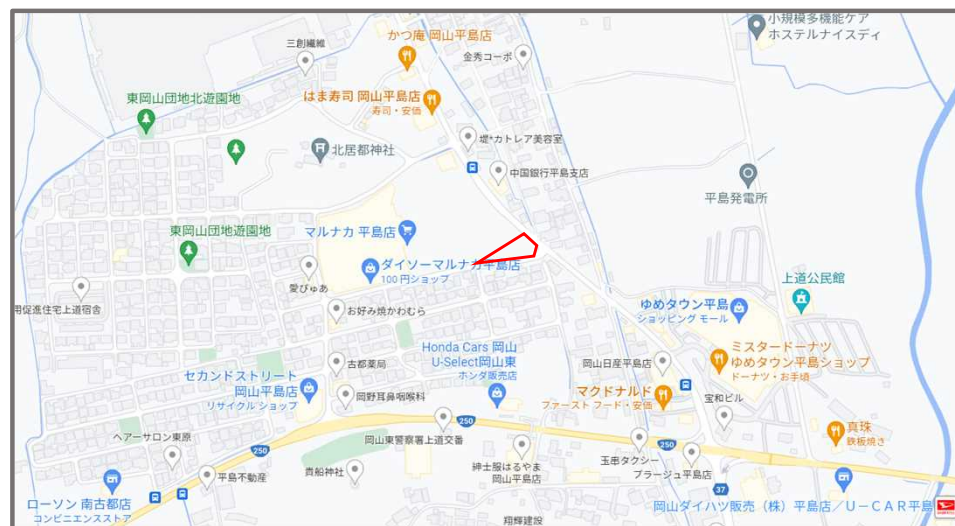 小規模多機能ケア
ホステルナイスディ
かつ庵 岡山平島店
三創繊維
金秀コーポ
東岡山団地北遊園地
はま寿司 岡山平島店
寿司・安価
堤*カトレア美容室
北居都神社
中国銀行平島支店
平島発電所
東岡山団地遊園地
マルナカ 平島店
ダイソーマルナカ平島店
100 円ショップ
愛びゅあ
上道公民館
用促進住宅上道宿舎
お好み焼かわむら
ゆめタウン平島
ショッピング モール
Honda Cars 岡山
U-Select岡山東
ホンダ販売店
ミスタードーナツ
ゆめタウン平島ショップ
ドーナツ・お手頃
古都薬局
岡山日産平島店
セカンドストリート
岡山平島店
リサイクル ショップ
岡野耳鼻咽喉科
マクドナルド
ファースト フード・安価
宝和ビル
250
ヘアーサロン東原
岡山東警察署上道交番
真珠
鉄板焼き
250
250
平島不動産
貴船神社
紳士服はるやま
岡山平島店
玉串タクシー
プラージュ平島店
ローソン 南古都店
コンビニエンスストア
37
岡山ダイハツ販売（株）平島店／U－CAR平島
翔輝建設